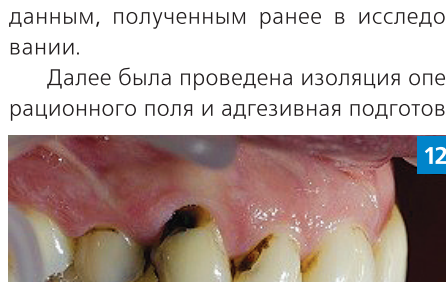 данным, полученным ранее в исследо
вании.
Далее была проведена изоляция опе
рационного поля и адгезивная подготов
12